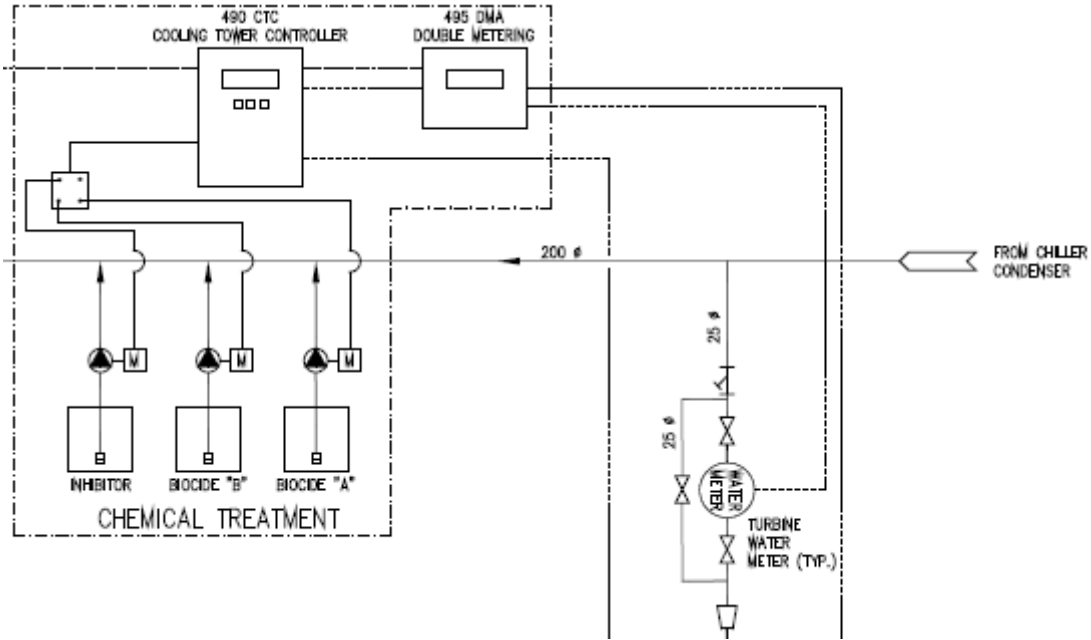 490 CTC
COOLING TOWER CONTROLLER
495 DMA
DOUBLE METERING
200 ø
FROM CHILLER
CONDENSER
25 ø
25 ø
M
M
M
WATER
METER
INHIBITOR
BIOCIDE "B"
BIOCIDE "A"
CHEMICAL TREATMENT
TURBINE
WATER
METER (TYP.)